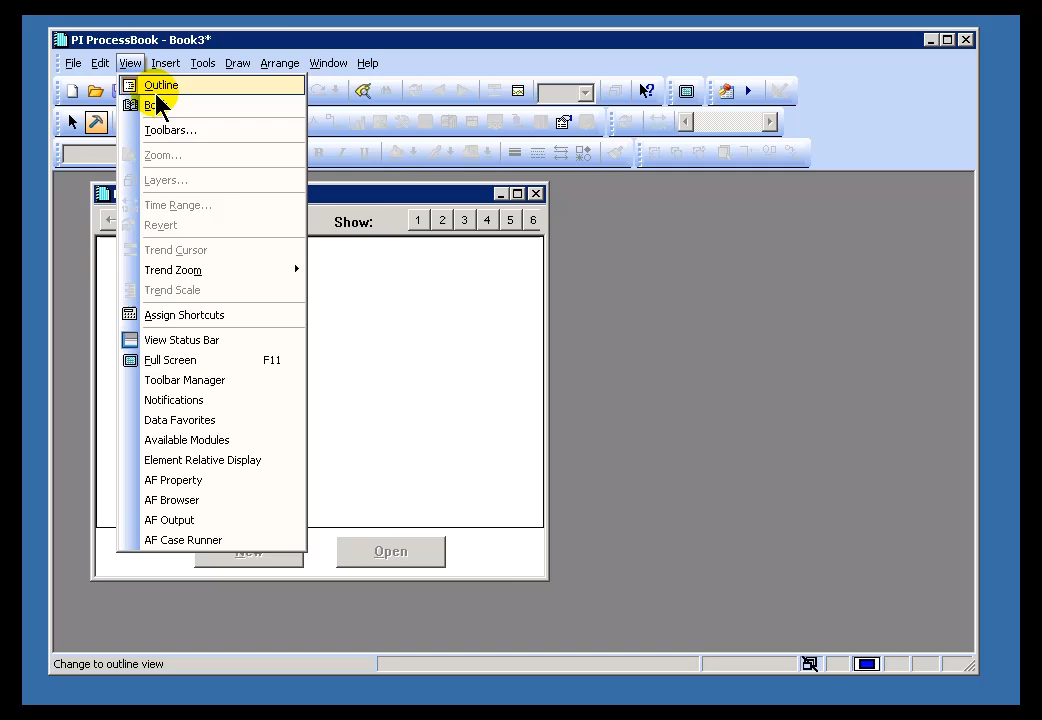 PI ProcessBook - Book3*
File Edit View Insert Tools Draw Arrange Window Help
Outline
Toolbars...
Zoom...
Layers...
Time Range...
Revert
Trend Cursor
Trend Zoom
Trend Scale
Assign Shortcuts
View Status Bar
Full Screen F11
Toolbar Manager
Notifications
Data Favorites
Available Modules
Element Relative Display
AF Property
AF Browser
AF Output
AF Case Runner
B I U
Show: 1 2 3 4 5 6
New Open
Change to outline view